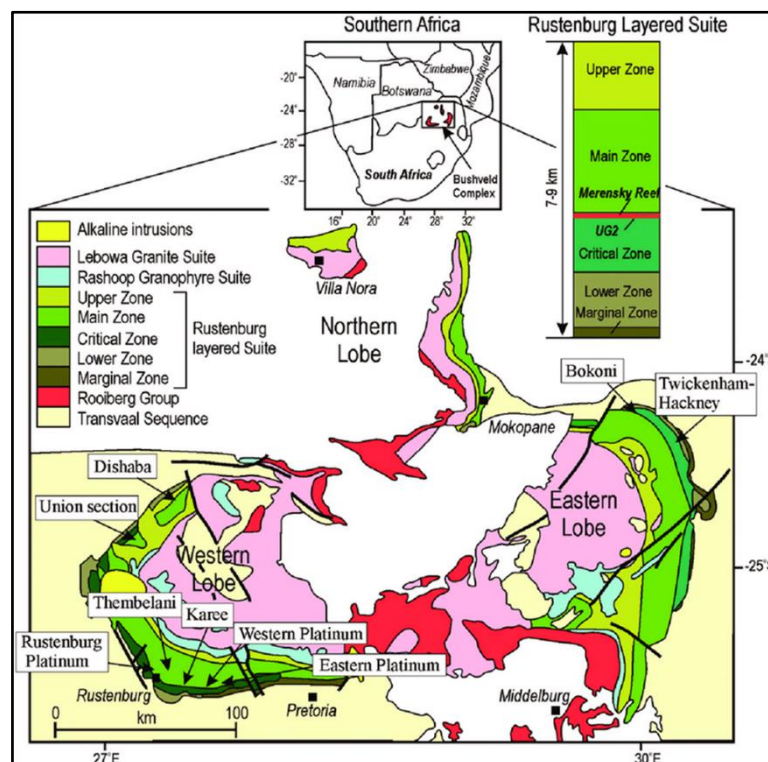 Southern Africa
Rustenburg Layered Suite
-20°
-24°
-28°
-32°
Namibia
Botswana
Zimbabwe
Mozambique
South Africa
Bushveld
Complex
16°
20°
24°
28°
32°
7-9 km
Upper Zone
Main Zone
Merensky Reef
UG2
Critical Zone
Lower Zone
Marginal Zone
Alkaline intrusions
Lebowa Granite Suite
Rashoop Granophyre Suite
Upper Zone
Main Zone
Critical Zone
Lower Zone
Marginal Zone
Rustenburg
layered Suite
Rooiberg Group
Transvaal Sequence
Villa Nora
Northern
Lobe
Mokopane
-24°
Bokoni
Twickenham-
Hackney
Dishaba
Union section
Western
Lobe
Eastern
Lobe
-25°S
Thembelani
Karee
Western Platinum
Rustenburg
Platinum
Eastern Platinum
Rustenburg
Pretoria
Middelburg
0
km
100
27°E
30°E